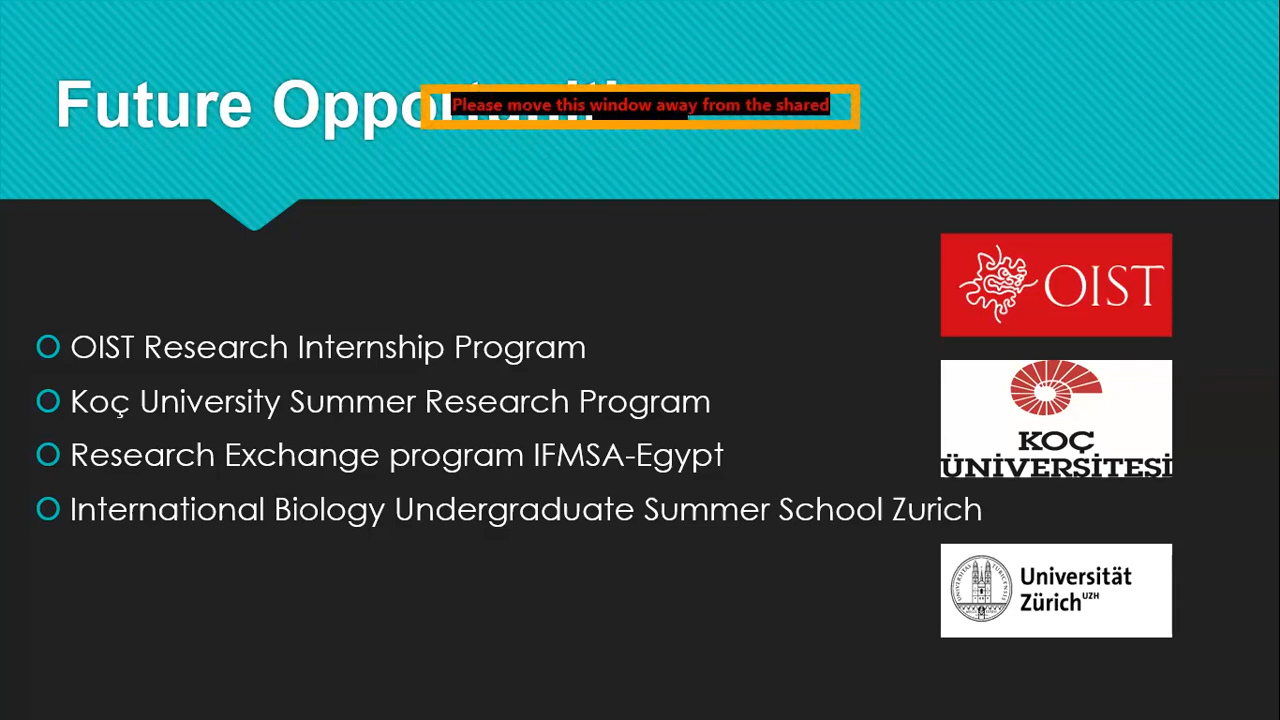 Future Oppo
Please move this window away from the shared
OIST
OIST Research Internship Program
Koç University Summer Research Program
Research Exchange program IFMSA-Egypt
International Biology Undergraduate Summer School Zurich
KOÇ
ÜNİVERSİTESİ
Universität
Zürich UZH